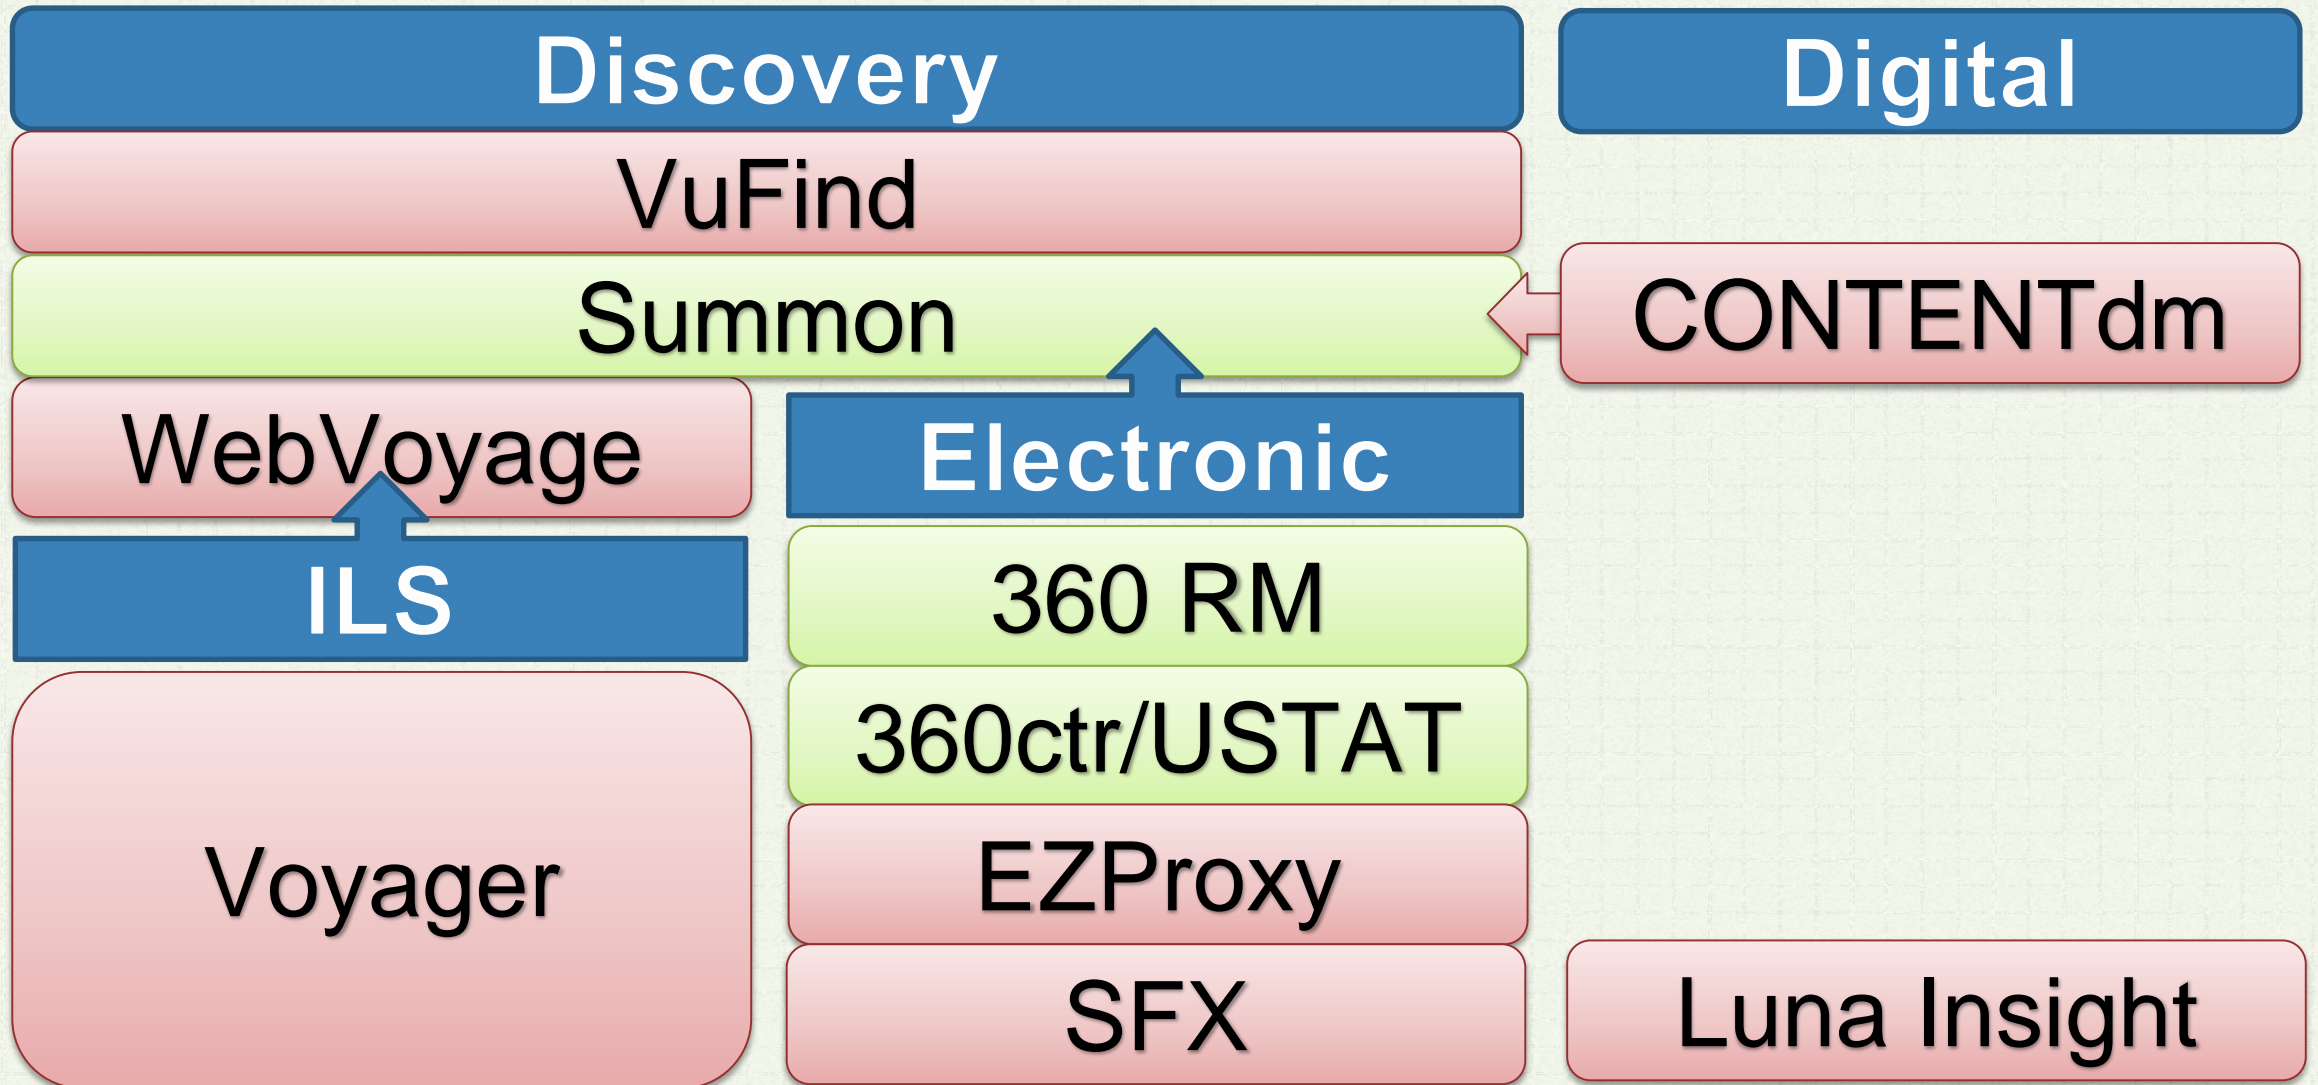 Discovery
Digital
VuFind
Summon
CONTENTdm
WebVoyage
Electronic
ILS
360 RM
360ctr/USTAT
Voyager
EZProxy
SFX
Luna Insight